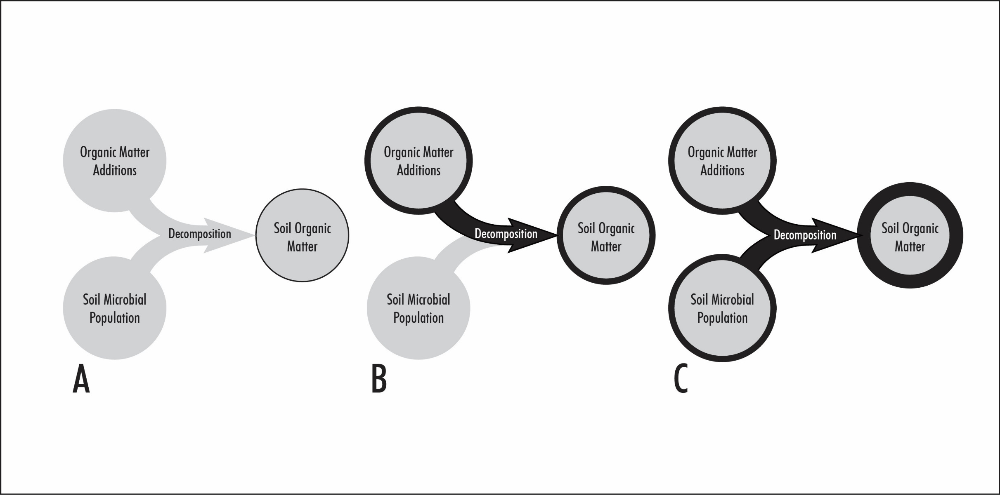 Organic Matter
Additions
Decomposition
Soil Organic
Matter
Soil Microbial
Population
A
Organic Matter
Additions
Decomposition
Soil Organic
Matter
Soil Microbial
Population
B
Organic Matter
Additions
Decomposition
Soil Organic
Matter
Soil Microbial
Population
C